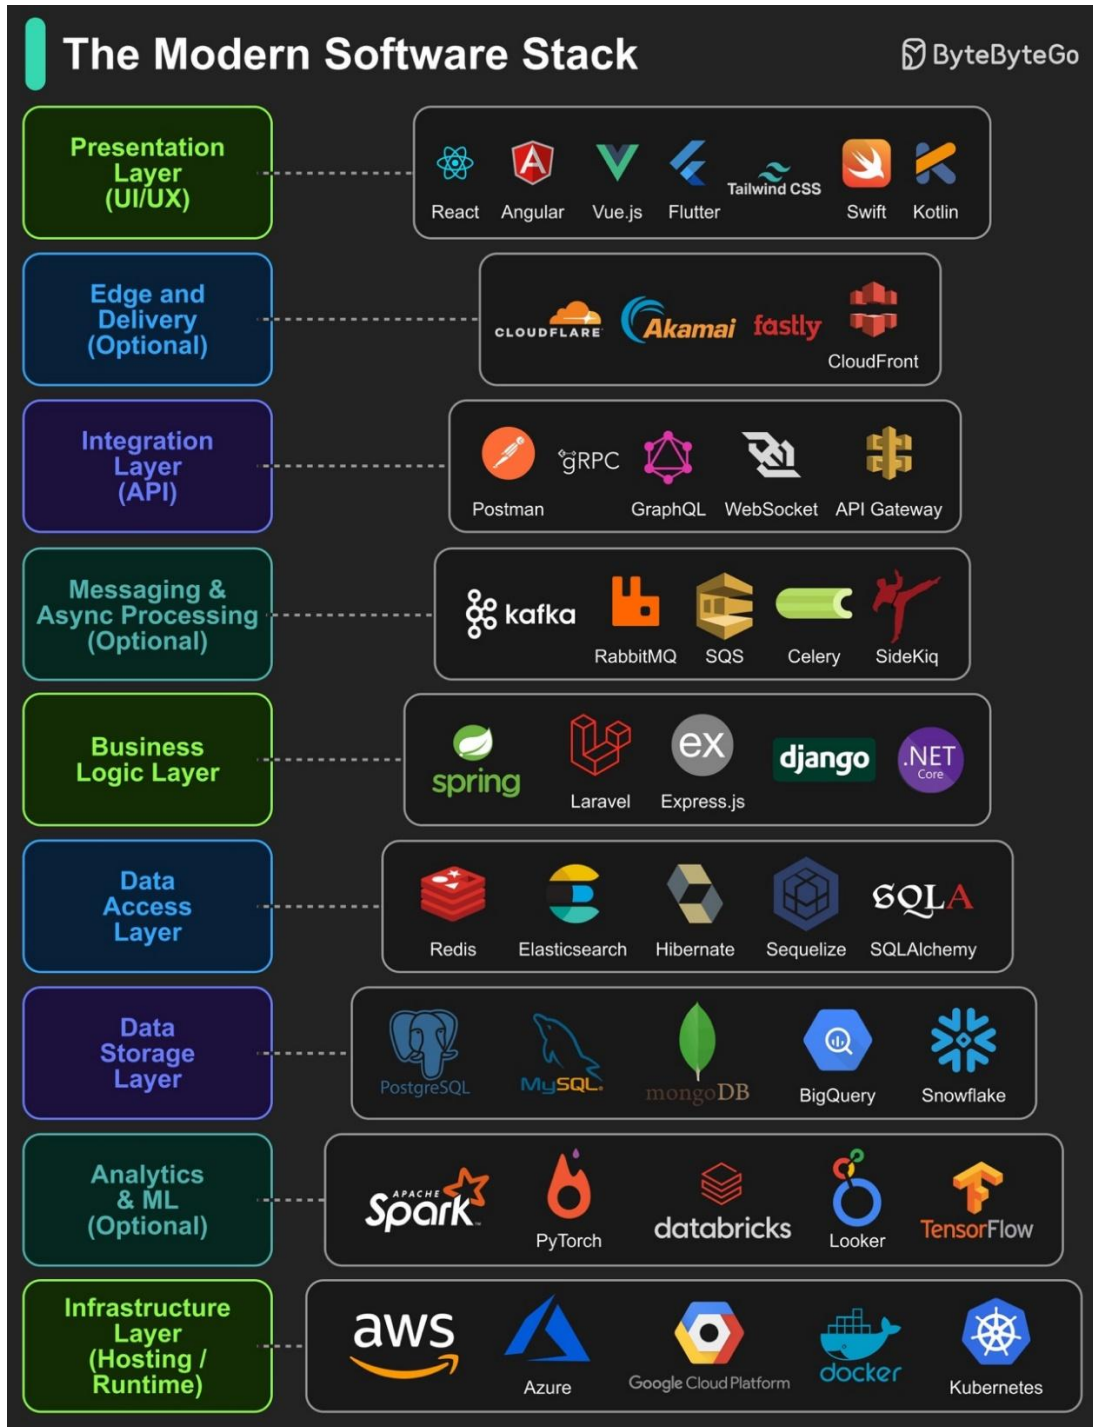 The Modern Software Stack
ByteByteGo
Presentation
Layer
(UI/UX)
React
Angular
Vue.js
Flutter
Tailwind CSS
Swift
Kotlin
Edge and
Delivery
(Optional)
CLOUDFLARE
Akamai
fastly
CloudFront
Integration
Layer
(API)
Postman
gRPC
GraphQL
WebSocket
API Gateway
Messaging &
Async Processing
(Optional)
kafka
RabbitMQ
SQS
Celery
SideKiq
Business
Logic Layer
spring
Laravel
ex
Express.js
django
.NET
Core
Data
Access
Layer
Redis
Elasticsearch
Hibernate
Sequelize
SQLA
SQLAlchemy
Data
Storage
Layer
PostgreSQL
MySQL
mongoDB
BigQuery
Snowflake
Analytics
& ML
(Optional)
APACHE
Spark
PyTorch
databricks
Looker
TensorFlow
Infrastructure
Layer
(Hosting /
Runtime)
aws
Azure
Google Cloud Platform
docker
Kubernetes